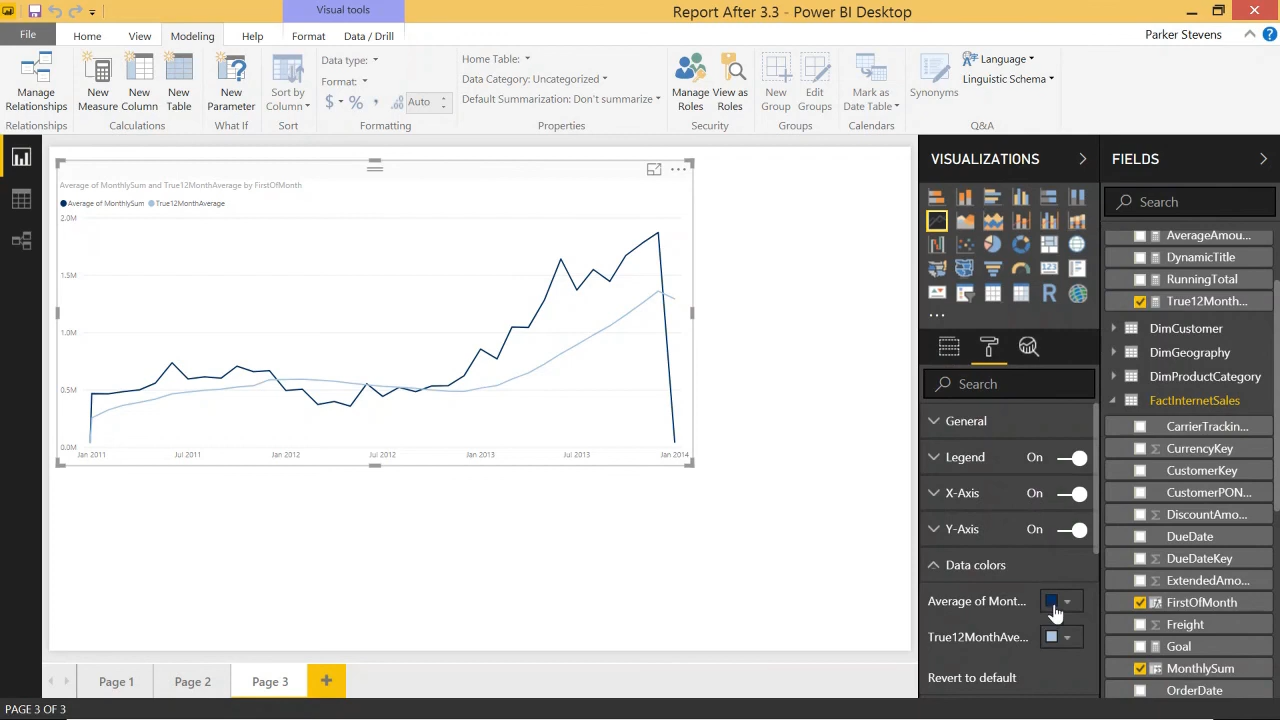 Visual tools
Report After 3.3 - Power BI Desktop
File
Home
View
Modeling
Help
Format
Data / Drill
Parker Stevens
Manage
Relationships
Relationships
New
Measure
New
Column
New
Table
Calculations
New
Parameter
What If
Sort by
Column
Sort
Data type:
Format:
$ % , Auto
Formatting
Home Table:
Data Category: Uncategorized
Default Summarization: Don't summarize
Properties
Manage
Roles
View as
Roles
Security
New
Group
Edit
Groups
Groups
Mark as
Date Table
Calendars
Synonyms
Language
Linguistic Schema
Q&A
Average of MonthlySum and True12MonthAverage by FirstOfMonth
Average of MonthlySum
True12MonthAverage
2.0M
1.5M
1.0M
0.5M
0.0M
Jan 2011
Jul 2011
Jan 2012
Jul 2012
Jan 2013
Jul 2013
Jan 2014
VISUALIZATIONS
R
123
...
Search
General
Legend On
X-Axis On
Y-Axis On
Data colors
Average of Mont...
True12MonthAve...
Revert to default
FIELDS
Search
AverageAmou...
DynamicTitle
RunningTotal
True12Month...
DimCustomer
DimGeography
DimProductCategory
FactInternetSales
CarrierTrackin...
CurrencyKey
CustomerKey
CustomerPON...
DiscountAmo...
DueDate
DueDateKey
ExtendedAmo...
FirstOfMonth
Freight
Goal
MonthlySum
OrderDate
Page 1
Page 2
Page 3
+
PAGE 3 OF 3